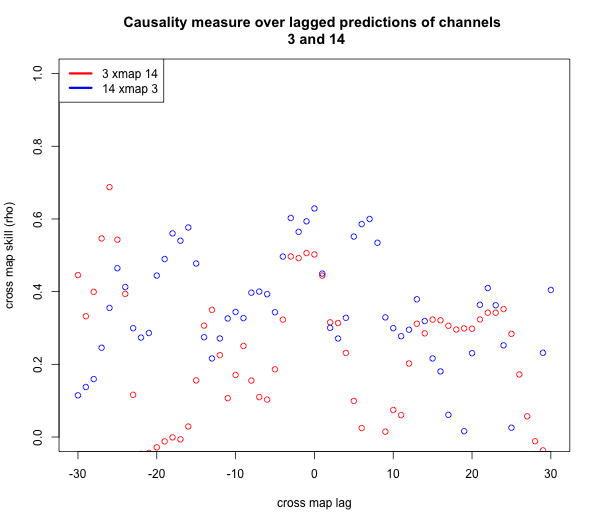 Causality measure over lagged predictions of channels
3 and 14
3 xmap 14
14 xmap 3
cross map skill (rho)
1.0
0.8
0.6
0.4
0.2
0.0
-30 -20 -10 0 10 20 30
cross map lag